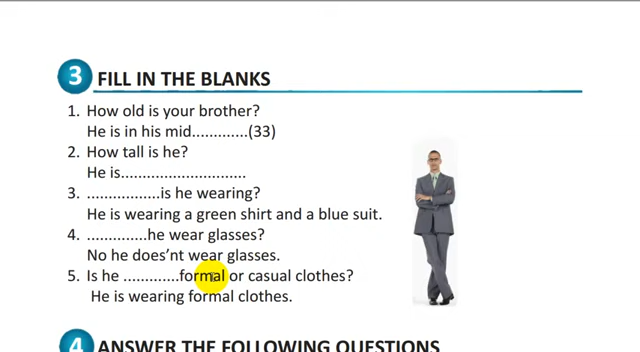 3 FILL IN THE BLANKS
1. How old is your brother?
He is in his mid.............(33)
2. How tall is he?
He is.............................
3. .................is he wearing?
He is wearing a green shirt and a blue suit.
4. ..............he wear glasses?
No he does’nt wear glasses.
5. Is he .............formal or casual clothes?
He is wearing formal clothes.
4 ANSWER THE FOLLOWING QUESTIONS